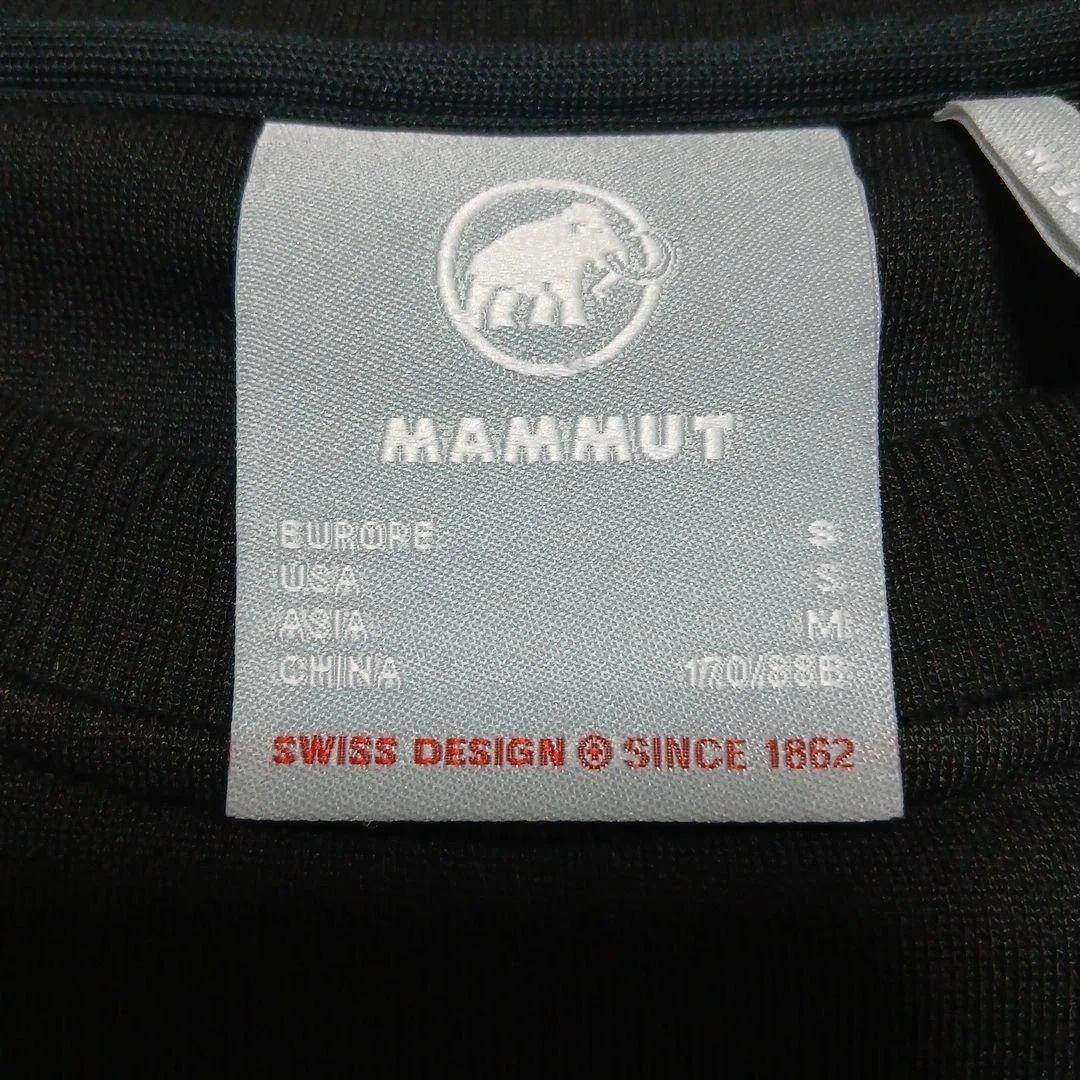 MAMMUT
EUROPE S
USA S
ASIA M
CHINA 170/88B
SWISS DESIGN SINCE 1862